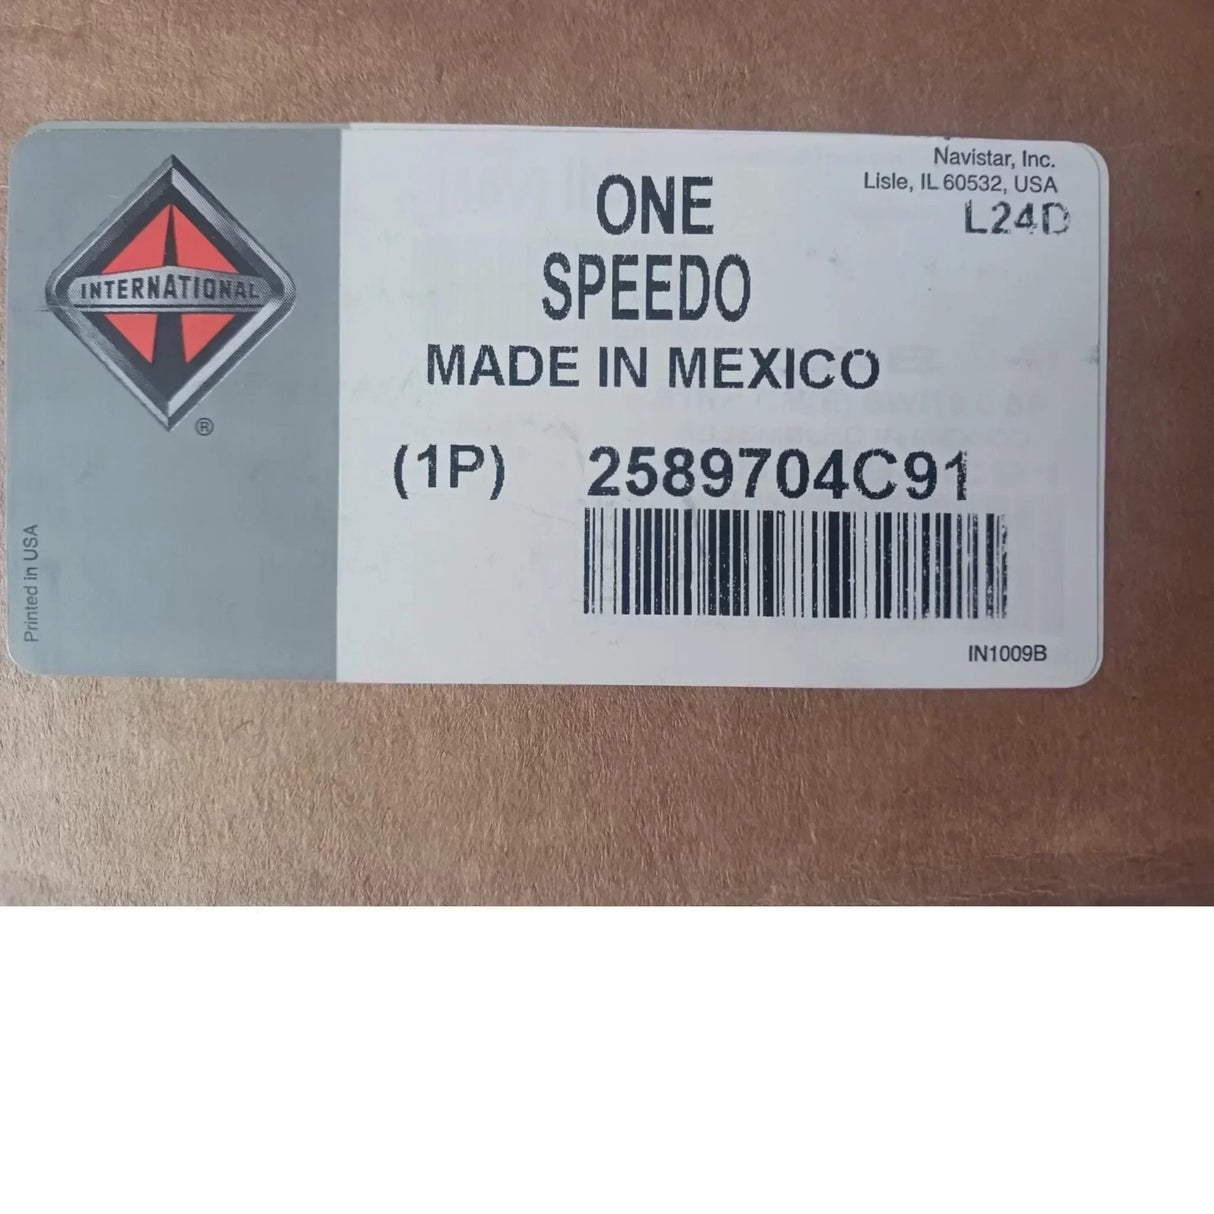 Navistar, Inc.
Lisle, IL 60532, USA
L24D
ONE
SPEEDO
MADE IN MEXICO
INTERNATIONAL
®
(1P) 2589704C91
IN1009B
Printed in USA